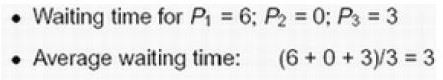 • Waiting time for P₁ = 6; P₂ = 0; P₃ = 3
• Average waiting time: (6 + 0 + 3)/3 = 3